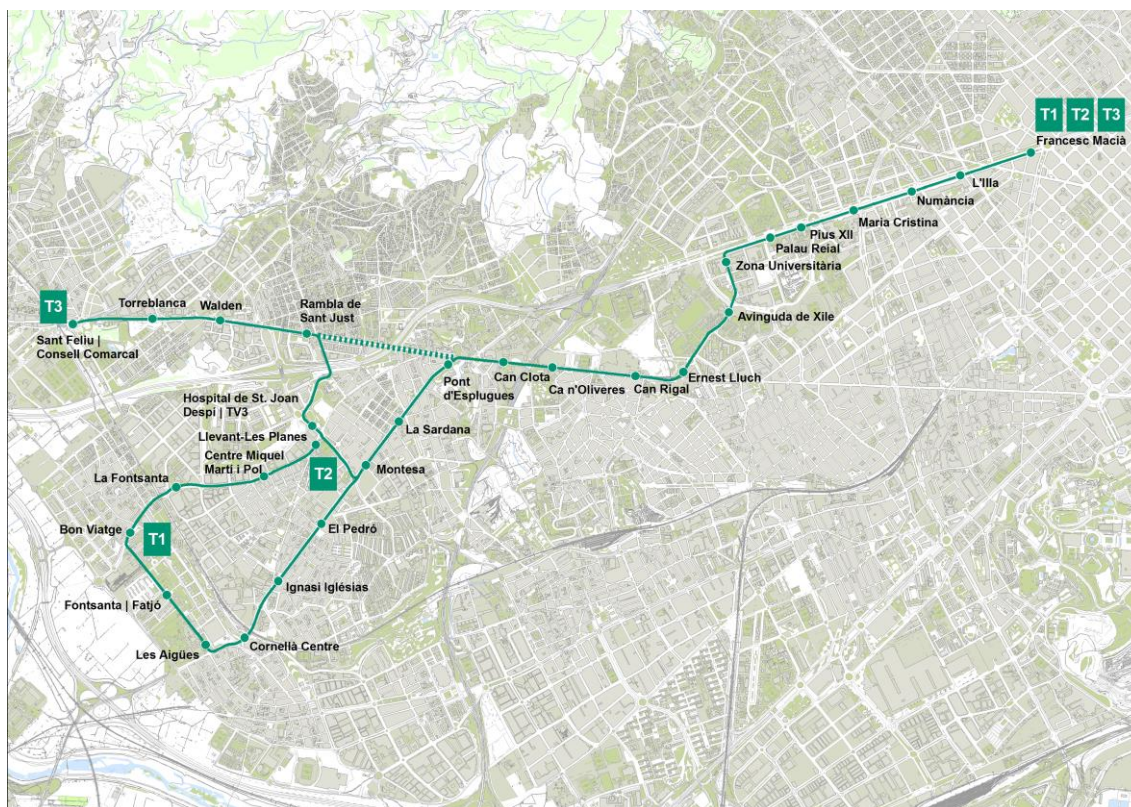 T1 T2 T3
Francesc Macià
L'Illa
Numància
Maria Cristina
Pius XII
Palau Reial
Zona Universitària
Avinguda de Xile
T3
Torreblanca
Walden
Rambla de
Sant Just
Sant Feliu |
Consell Comarcal
Ernest Lluch
Can Rigal
Ca n'Oliveres
Can Clota
Pont
d'Esplugues
Hospital de St. Joan
Despi | TV3
La Sardana
Llevant-Les Planes
Centre Miquel
Martí i Pol
T2
Montesa
La Fontsanta
El Pedró
Bon Viatge
T1
Ignasi Iglésias
Fontsanta | Fatjó
Cornellà Centre
Les Aigües